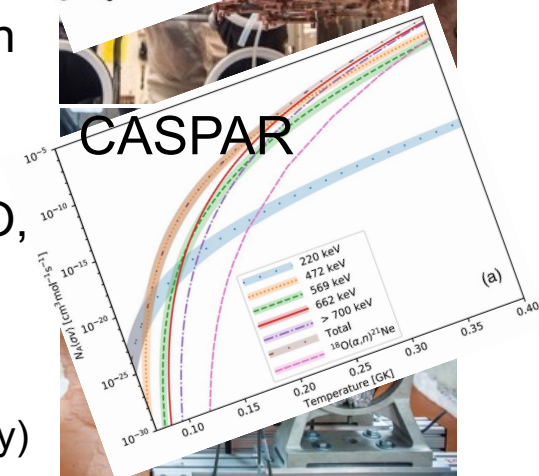 n
CASPAR
O,
y)
10⁻⁵
10⁻¹⁰
10⁻¹⁵
10⁻²⁰
10⁻²⁵
10⁻³⁰
N_A⟨σv⟩ [cm³mol⁻¹s⁻¹]
220 keV
472 keV
569 keV
662 keV
> 700 keV
Total
¹⁸O(α,n)²¹Ne
(a)
0.10
0.15
0.20
0.25
0.30
0.35
0.40
Temperature [GK]